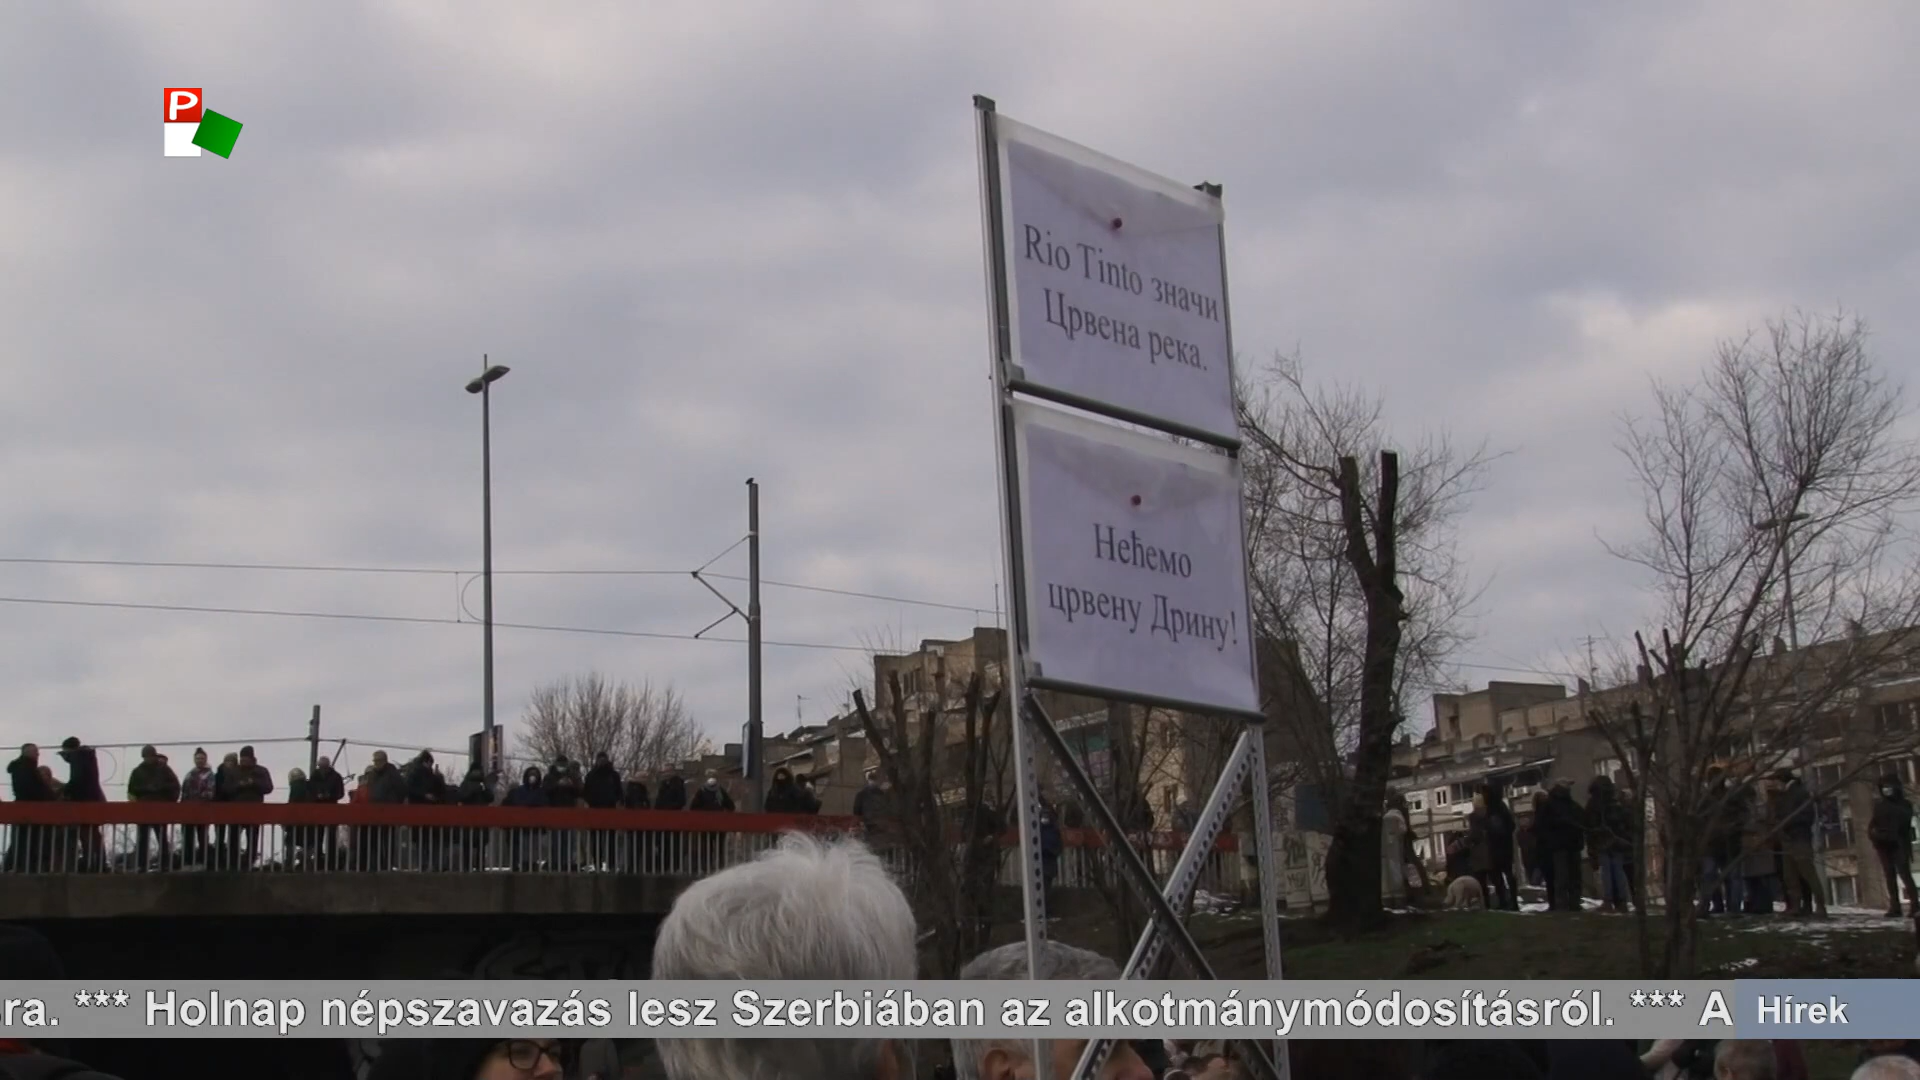 P
Rio Tinto значи
Црвена река.
Нећемо
црвену Дрину!
ra. *** Holnap népszavazás lesz Szerbiában az alkotmánymódosításról. *** A
Hírek